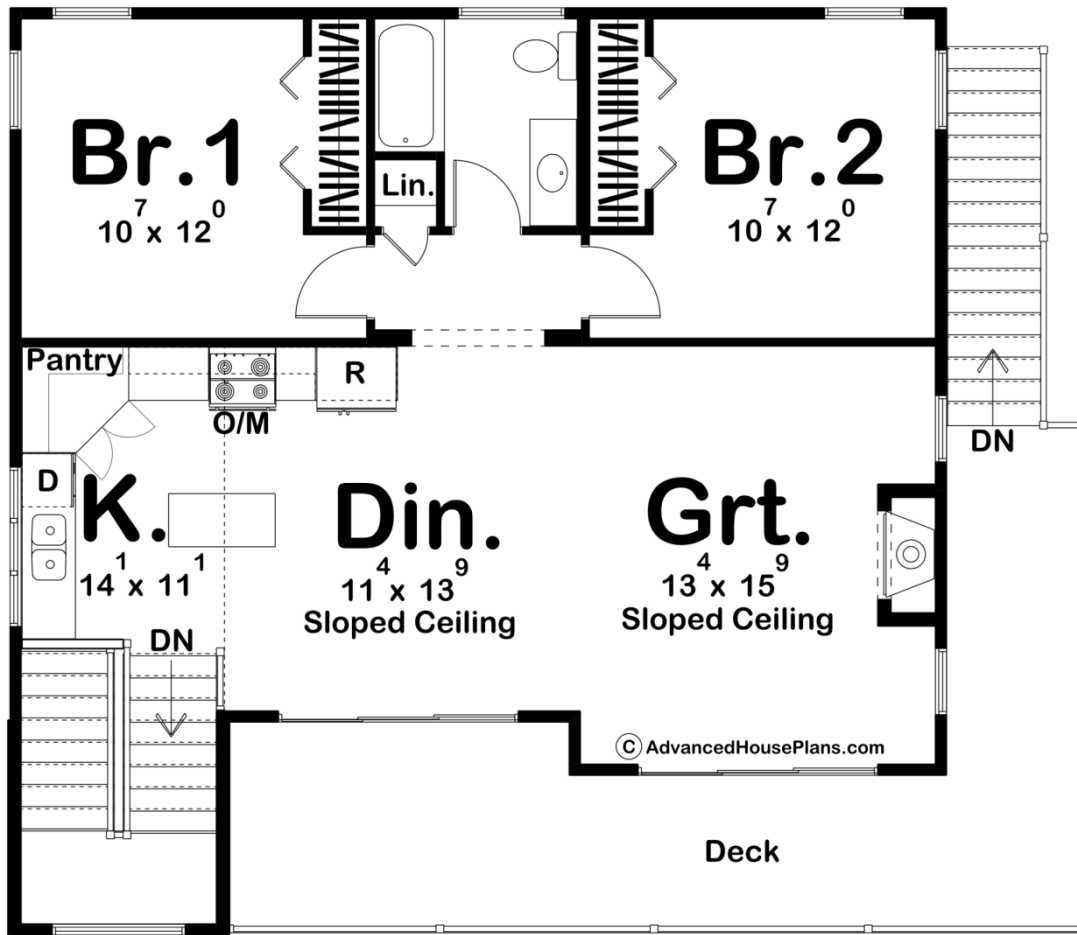 Br.1
10⁷ x 12⁰
Lin.
Br.2
10⁷ x 12⁰
Pantry
R
O/M
DN
D
K.
14¹ x 11¹
Din.
11⁴ x 13⁹
Sloped Ceiling
Grt.
13⁴ x 15⁹
Sloped Ceiling
DN
© AdvancedHousePlans.com
Deck